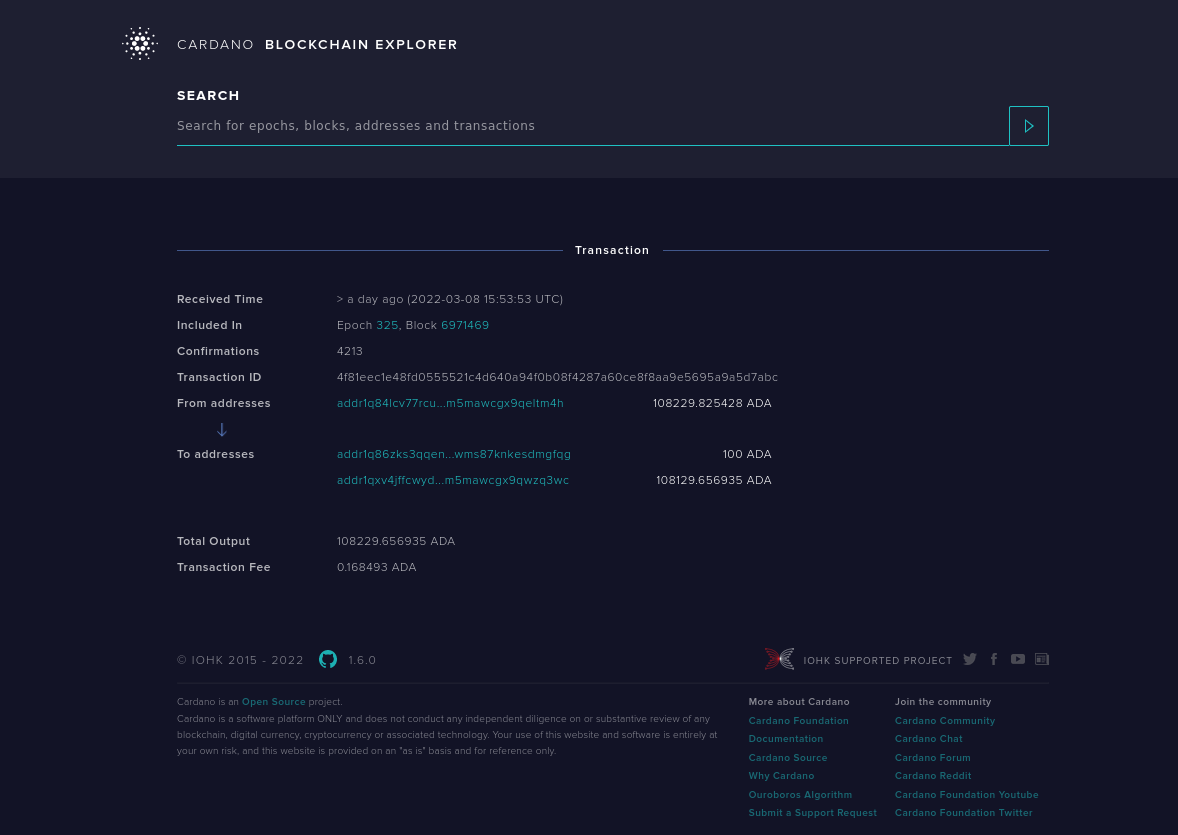 CARDANO BLOCKCHAIN EXPLORER
SEARCH
Search for epochs, blocks, addresses and transactions
Transaction
Received Time > a day ago (2022-03-08 15:53:53 UTC)
Included In Epoch 325, Block 6971469
Confirmations 4213
Transaction ID 4f81eec1e48fd0555521c4d640a94f0b08f4287a60ce8f8aa9e5695a9a5d7abc
From addresses addr1q84lcv77rcu...m5mawcgx9qeltm4h 108229.825428 ADA
To addresses addr1q86zks3qqen...wms87knkesdmgfqg 100 ADA
addr1qxv4jffcwyd...m5mawcgx9qwzq3wc 108129.656935 ADA
Total Output 108229.656935 ADA
Transaction Fee 0.168493 ADA
© IOHK 2015 - 2022 1.6.0 IOHK SUPPORTED PROJECT
Cardano is an Open Source project.
Cardano is a software platform ONLY and does not conduct any independent diligence on or substantive review of any
blockchain, digital currency, cryptocurrency or associated technology. Your use of this website and software is entirely at
your own risk, and this website is provided on an "as is" basis and for reference only.
More about Cardano
Cardano Foundation
Documentation
Cardano Source
Why Cardano
Ouroboros Algorithm
Submit a Support Request
Join the community
Cardano Community
Cardano Chat
Cardano Forum
Cardano Reddit
Cardano Foundation Youtube
Cardano Foundation Twitter